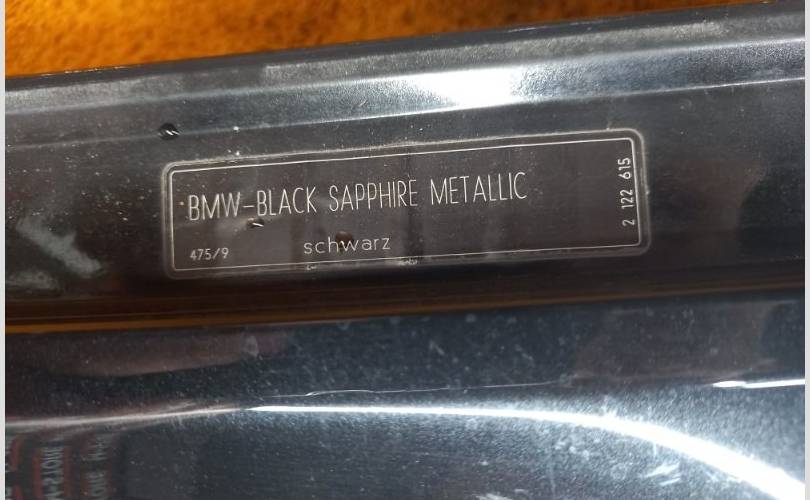 BMW-BLACK SAPPHIRE METALLIC
475/9
schwarz
2 122 615